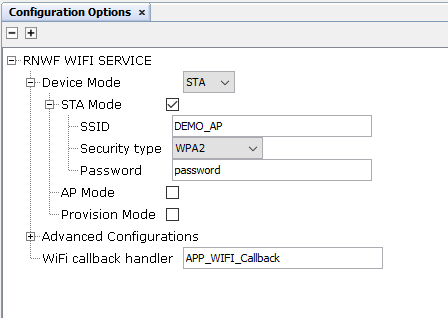 Configuration Options ×
RNWF WIFI SERVICE
Device Mode STA
STA Mode
SSID DEMO_AP
Security type WPA2
Password password
AP Mode
Provision Mode
Advanced Configurations
WiFi callback handler APP_WIFI_Callback